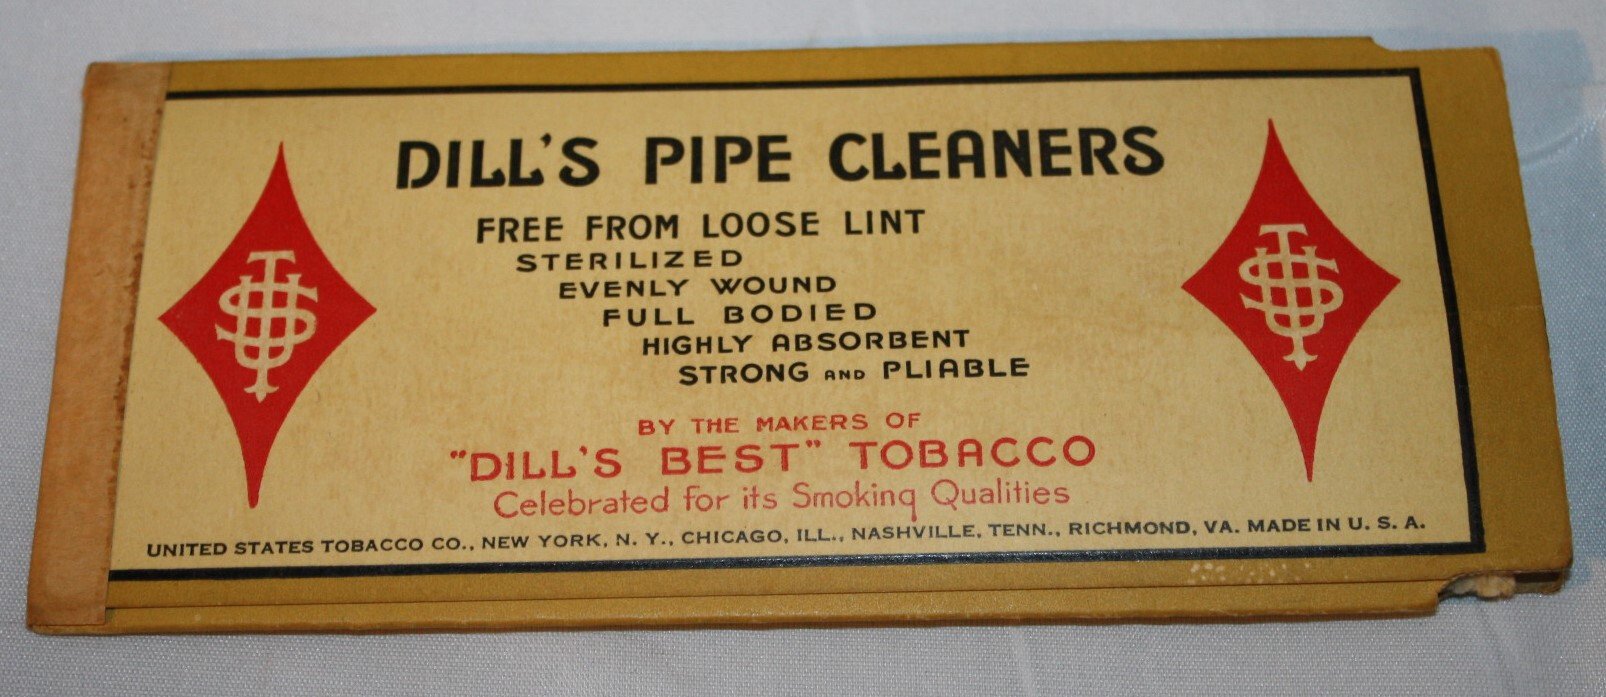 DILL'S PIPE CLEANERS
FREE FROM LOOSE LINT
STERILIZED
EVENLY WOUND
FULL BODIED
HIGHLY ABSORBENT
STRONG AND PLIABLE
BY THE MAKERS OF
"DILL'S BEST" TOBACCO
Celebrated for its Smoking Qualities
UNITED STATES TOBACCO CO., NEW YORK, N. Y., CHICAGO, ILL., NASHVILLE, TENN., RICHMOND, VA. MADE IN U. S. A.
UST
UST